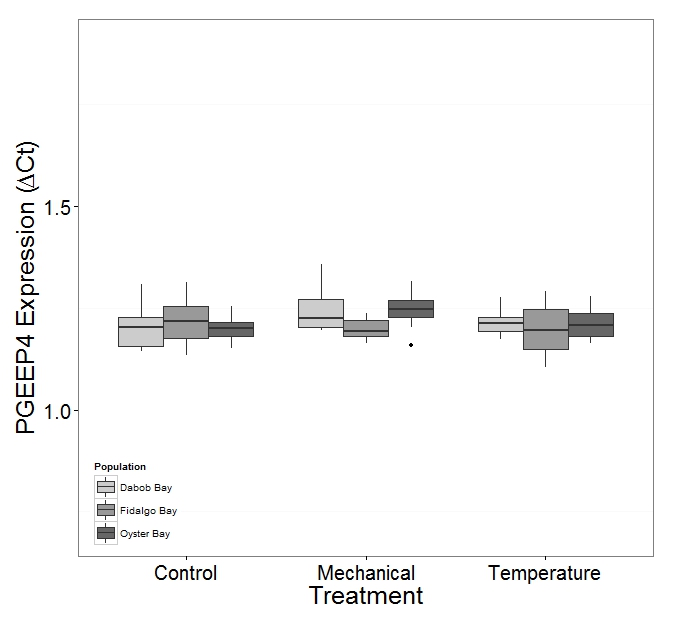 PGEEP4 Expression (ΔCt)
1.5
1.0
Population
Dabob Bay
Fidalgo Bay
Oyster Bay
Control Mechanical Temperature
Treatment